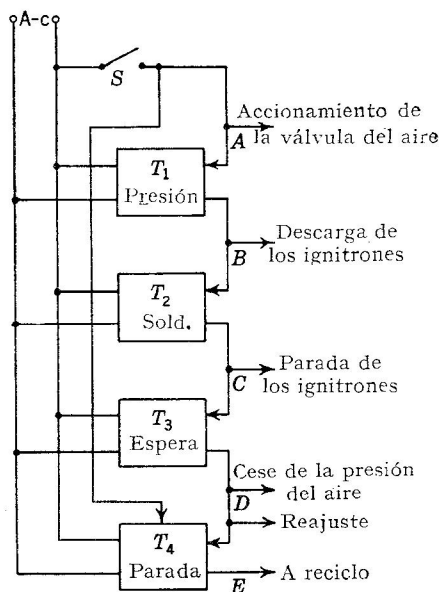 A-c
S
Accionamiento de
A
la válvula del aire
T1
Presión
Descarga de
B
los ignitrones
T2
Sold.
Parada de
C
los ignitrones
T3
Espera
Cese de la presión
D
del aire
Reajuste
T4
Parada
E
A reciclo